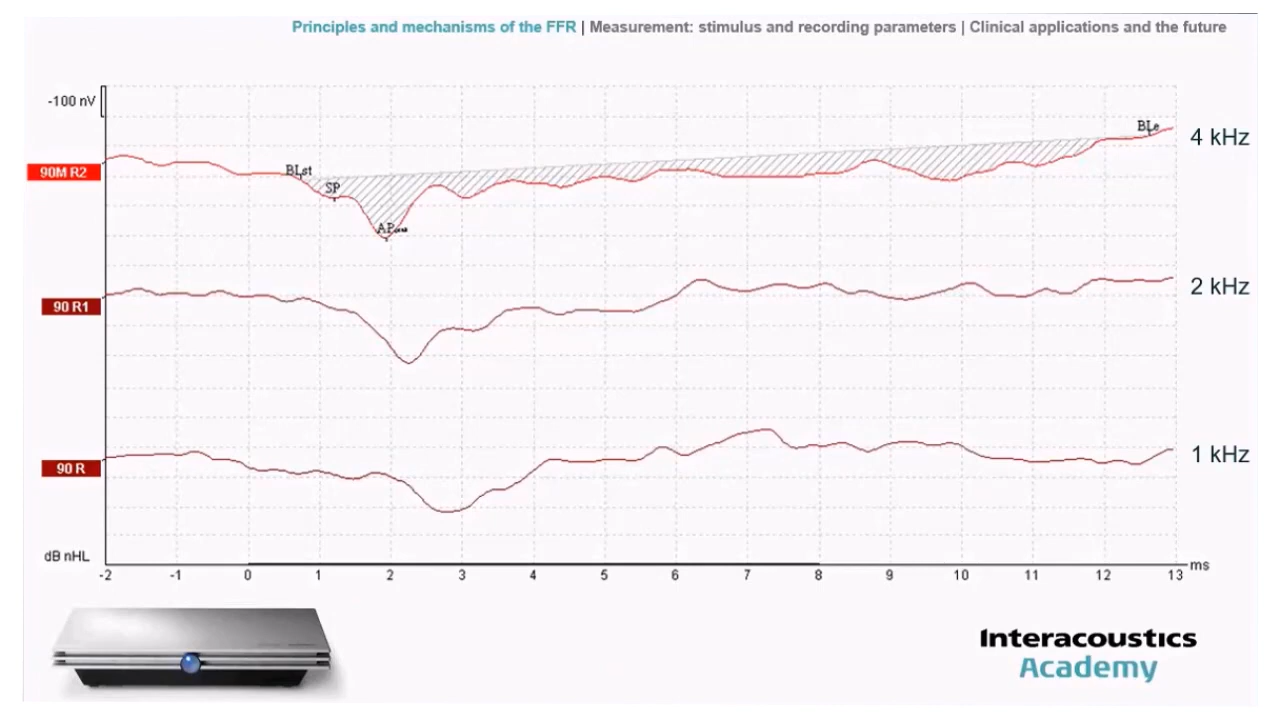 Principles and mechanisms of the FFR | Measurement: stimulus and recording parameters | Clinical applications and the future
-100 nV
BLe
4 kHz
90M R2
BLst
SP
AP
2 kHz
90 R1
1 kHz
90 R
dB nHL
-2 -1 0 1 2 3 4 5 6 7 8 9 10 11 12 13 ms
Interacoustics
Academy